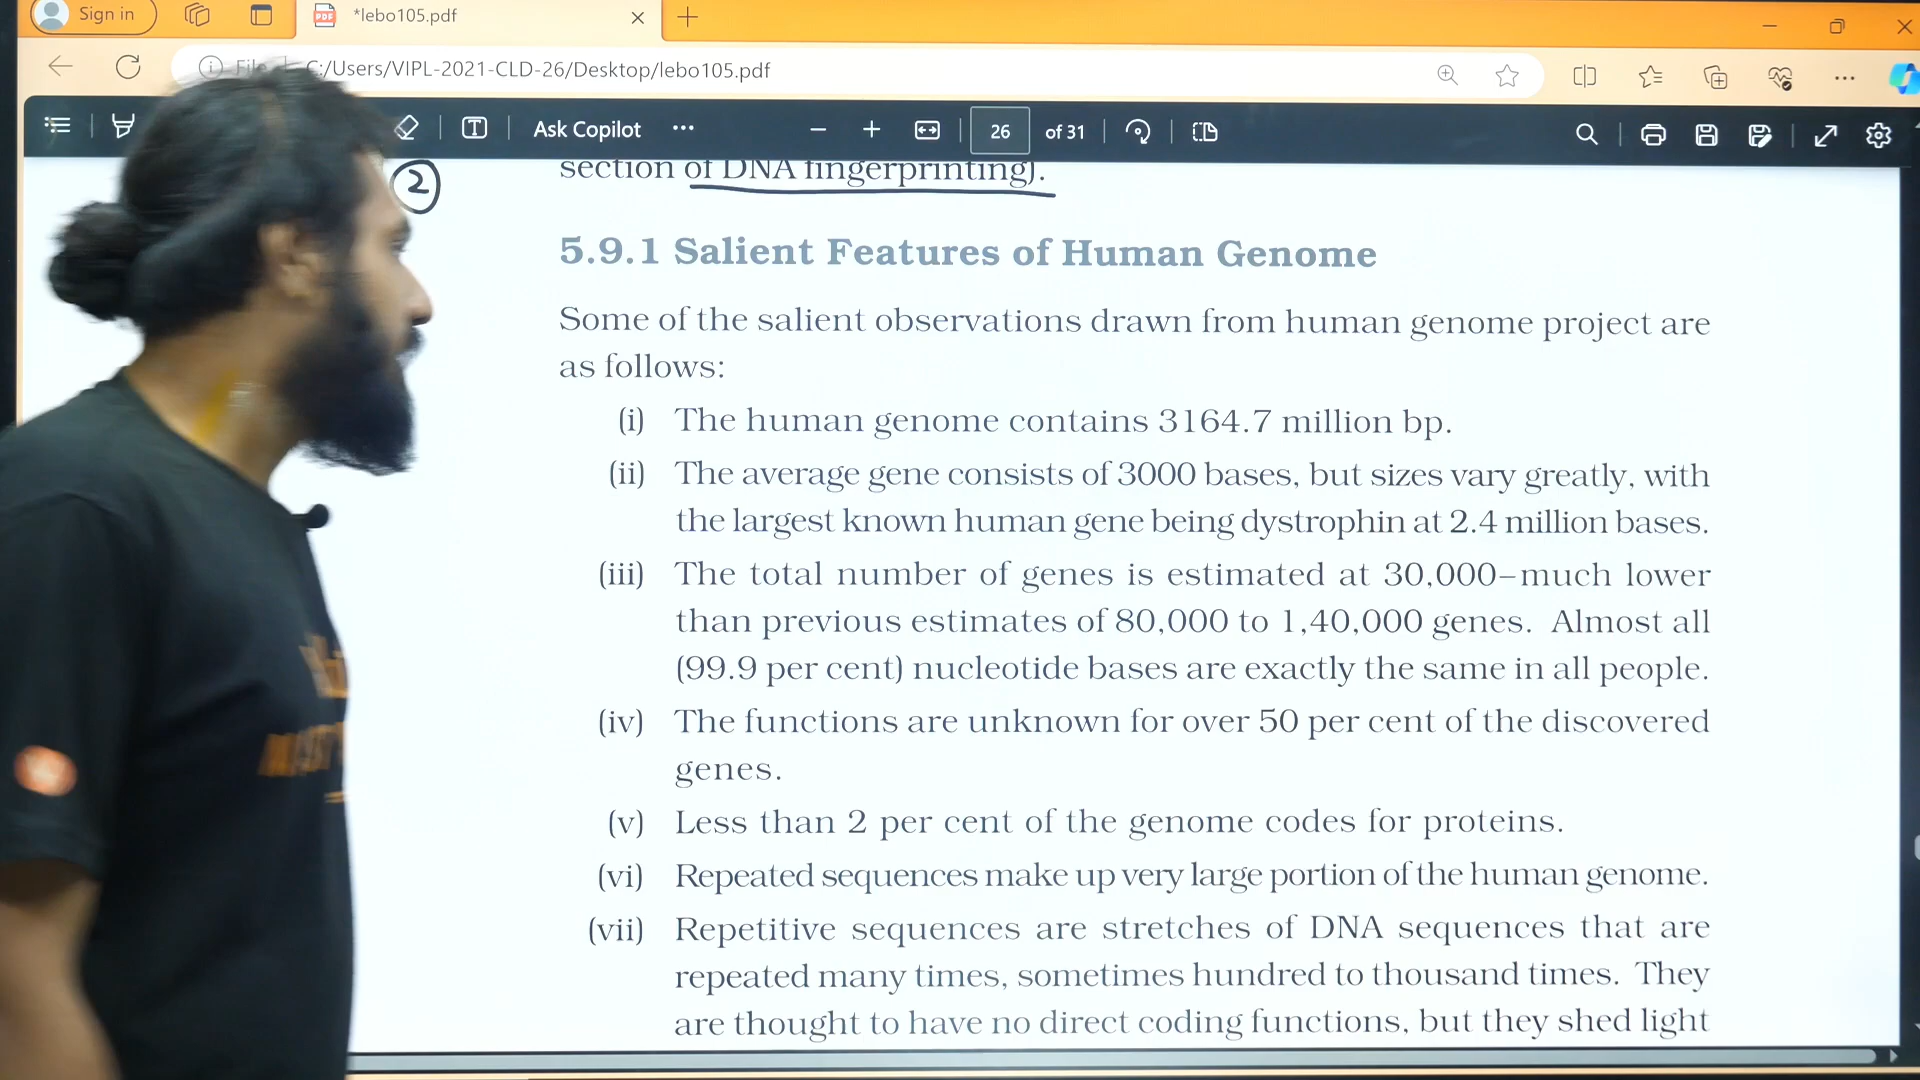 Sign in
*lebo105.pdf
File C:/Users/VIPL-2021-CLD-26/Desktop/lebo105.pdf
Ask Copilot
26 of 31
2
section of DNA fingerprinting).
5.9.1 Salient Features of Human Genome
Some of the salient observations drawn from human genome project are
as follows:
(i) The human genome contains 3164.7 million bp.
(ii) The average gene consists of 3000 bases, but sizes vary greatly, with
the largest known human gene being dystrophin at 2.4 million bases.
(iii) The total number of genes is estimated at 30,000–much lower
than previous estimates of 80,000 to 1,40,000 genes. Almost all
(99.9 per cent) nucleotide bases are exactly the same in all people.
(iv) The functions are unknown for over 50 per cent of the discovered
genes.
(v) Less than 2 per cent of the genome codes for proteins.
(vi) Repeated sequences make up very large portion of the human genome.
(vii) Repetitive sequences are stretches of DNA sequences that are
repeated many times, sometimes hundred to thousand times. They
are thought to have no direct coding functions, but they shed light